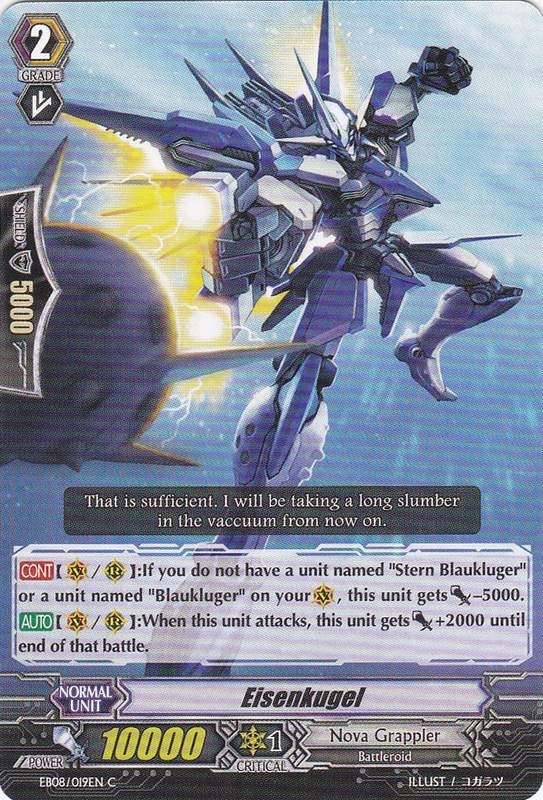 2
GRADE
SHIELD
5000
That is sufficient. I will be taking a long slumber
in the vaccuum from now on.
CONT【 V / R 】:If you do not have a unit named "Stern Blaukluger"
or a unit named "Blaukluger" on your V, this unit gets -5000.
AUTO【 V / R 】:When this unit attacks, this unit gets +2000 until
end of that battle.
NORMAL
UNIT
Eisenkugel
POWER
10000
1
CRITICAL
Nova Grappler
Battleroid
EB08/019EN C
ILLUST / コガラツ